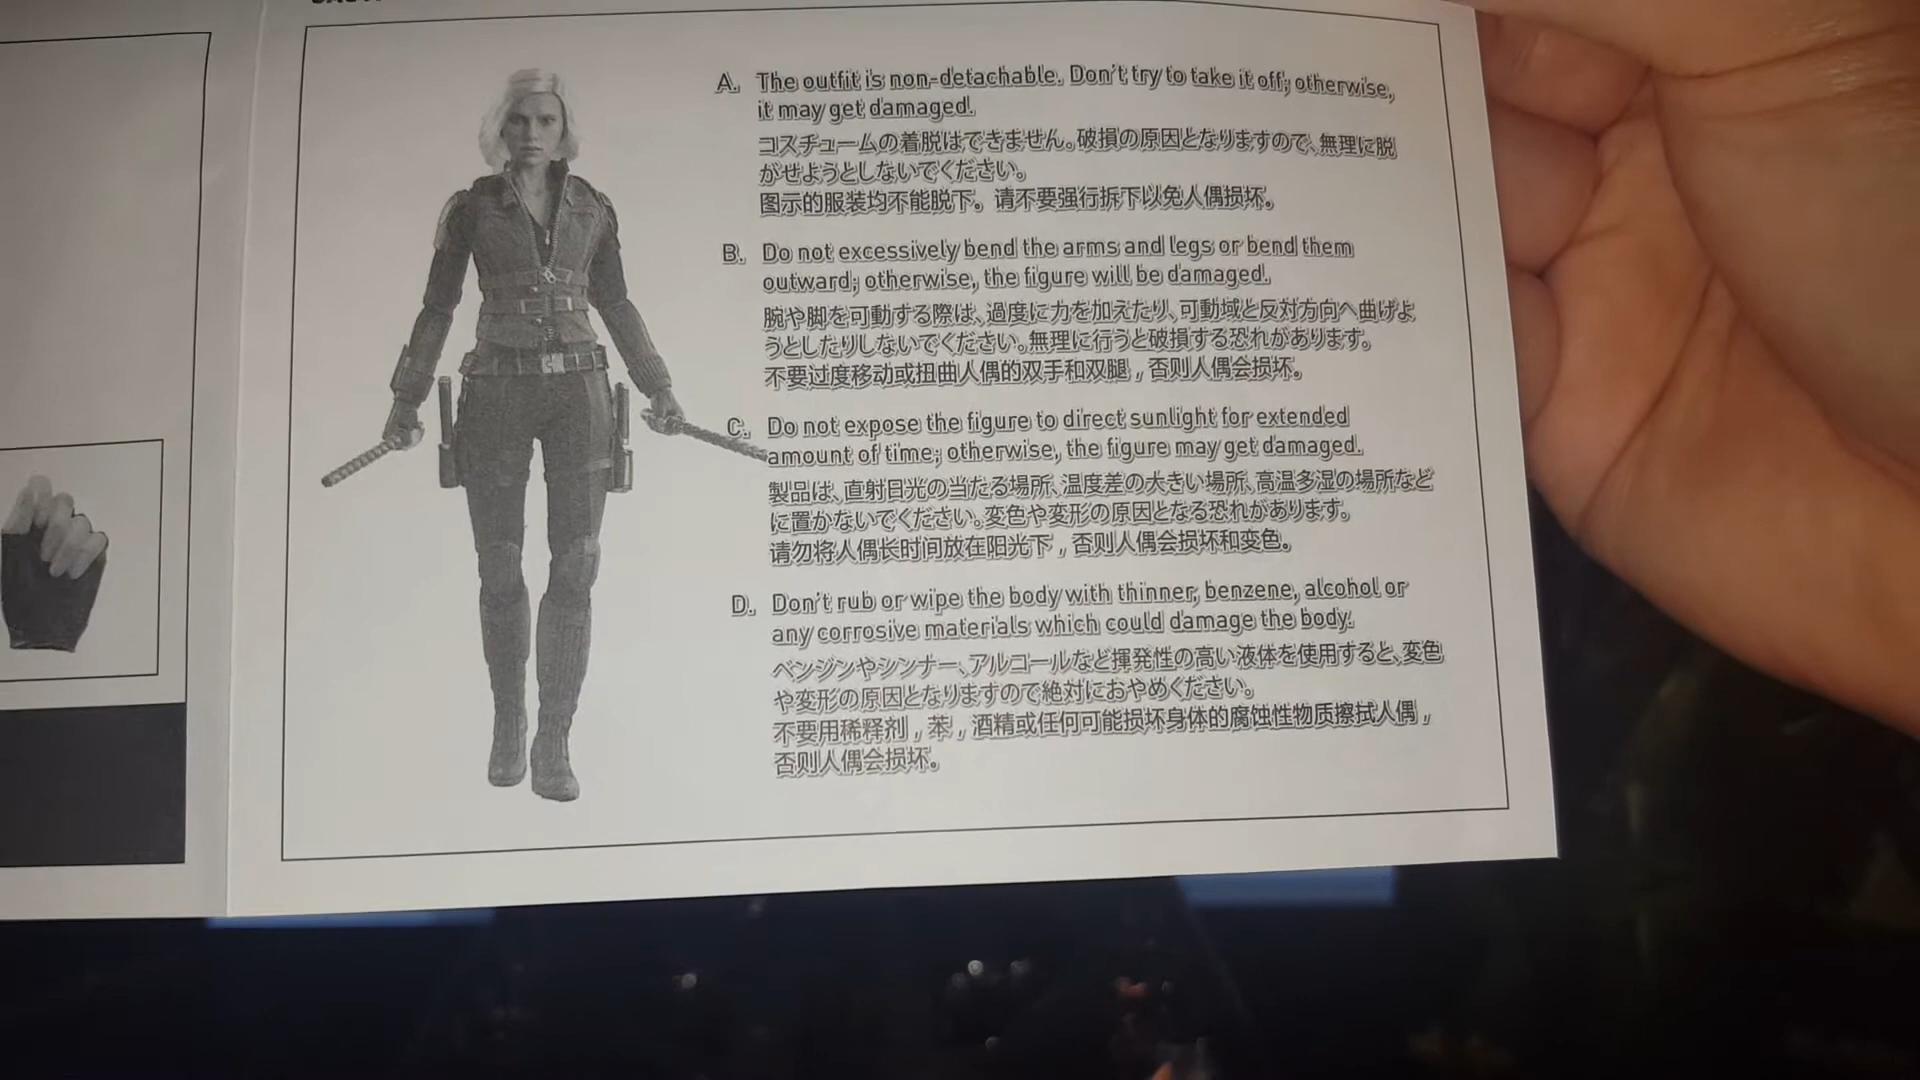 A. The outfit is non-detachable. Don't try to take it off; otherwise,
it may get damaged.
コスチュームの着脱はできません。破損の原因となりますので、無理に脱
がせようとしないでください。
图示的服装均不能脱下。请不要强行拆下以免人偶损坏。
B. Do not excessively bend the arms and legs or bend them
outward; otherwise, the figure will be damaged.
腕や脚を可動する際は、過度に力を加えたり、可動域と反対方向へ曲げよ
うとしたりしないでください。無理に行うと破損する恐れがあります。
不要过度移动或扭曲人偶的双手和双腿，否则人偶会损坏。
C. Do not expose the figure to direct sunlight for extended
amount of time; otherwise, the figure may get damaged.
製品は、直射日光の当たる場所、温度差の大きい場所、高温多湿の場所など
に置かないでください。変色や変形の原因となる恐れがあります。
请勿将人偶长时间放在阳光下，否则人偶会损坏和变色。
D. Don't rub or wipe the body with thinner, benzene, alcohol or
any corrosive materials which could damage the body.
ベンジンやシンナー、アルコールなど揮発性の高い液体を使用すると、変色
や変形の原因となりますので絶対におやめください。
不要用稀释剂，苯，酒精或任何可能损坏身体的腐蚀性物质擦拭人偶，
否则人偶会损坏。